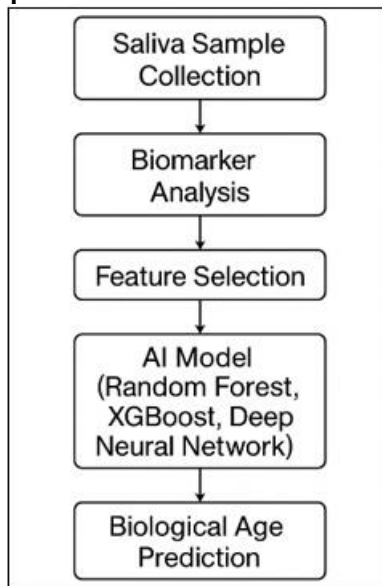 Saliva Sample
Collection
Biomarker
Analysis
Feature Selection
AI Model
(Random Forest,
XGBoost, Deep
Neural Network)
Biological Age
Prediction